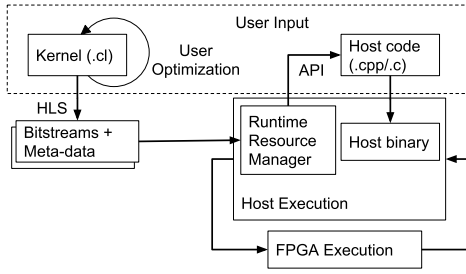 User Input
Kernel (.cl)
User
Optimization
Host code
(.cpp/.c)
API
HLS
Bitstreams +
Meta-data
Runtime
Resource
Manager
Host binary
Host Execution
FPGA Execution